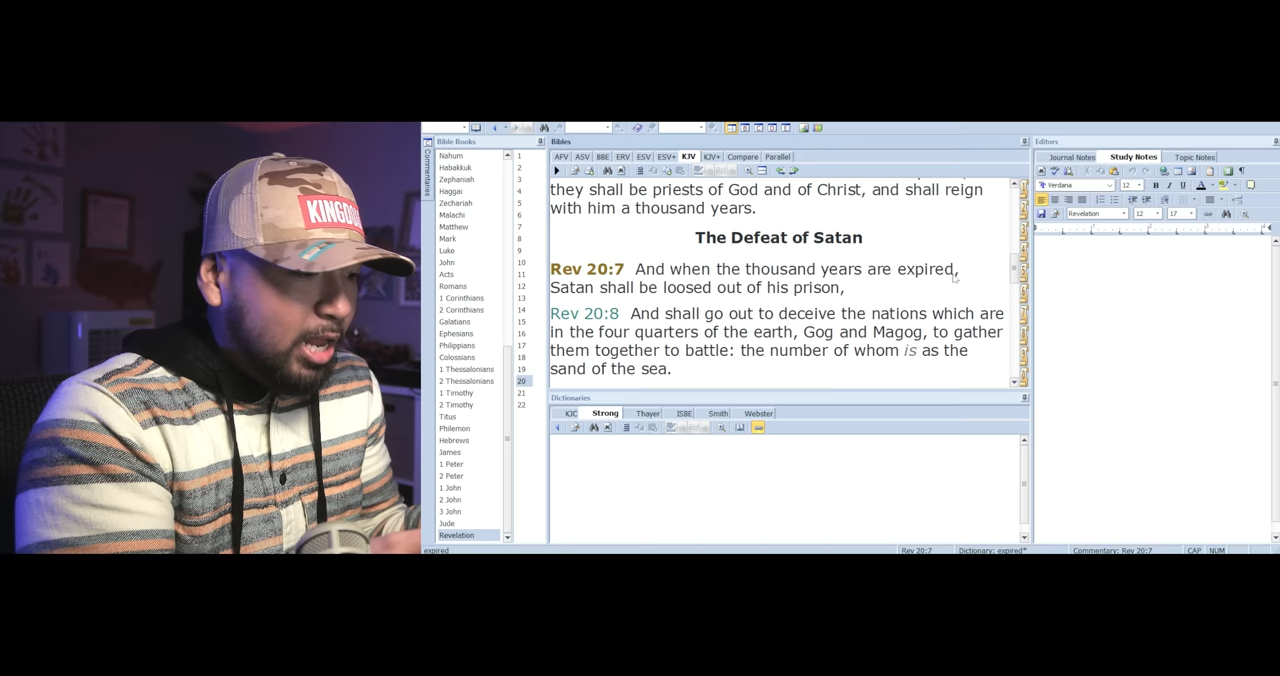 KINGDO
Commentaries
Bible Books
Nahum
Habakkuk
Zephaniah
Haggai
Zechariah
Malachi
Matthew
Mark
Luke
John
Acts
Romans
1 Corinthians
2 Corinthians
Galatians
Ephesians
Philippians
Colossians
1 Thessalonians
2 Thessalonians
1 Timothy
2 Timothy
Titus
Philemon
Hebrews
James
1 Peter
2 Peter
1 John
2 John
3 John
Jude
Revelation
1
2
3
4
5
6
7
8
9
10
11
12
13
14
15
16
17
18
19
20
21
22
Bibles
AFV ASV BBE ERV ESV ESV+ KJV KJV+ Compare Parallel
they shall be priests of God and of Christ, and shall reign
with him a thousand years.
The Defeat of Satan
Rev 20:7 And when the thousand years are expired,
Satan shall be loosed out of his prison,
Rev 20:8 And shall go out to deceive the nations which are
in the four quarters of the earth, Gog and Magog, to gather
them together to battle: the number of whom is as the
sand of the sea.
Dictionaries
KJC Strong Thayer ISBE Smith Webster
Editors
Journal Notes Study Notes Topic Notes
Verdana 12 B I U A
Revelation 12 17
expired Rev 20:7 Dictionary: expired* Commentary: Rev 20:7 CAP NUM